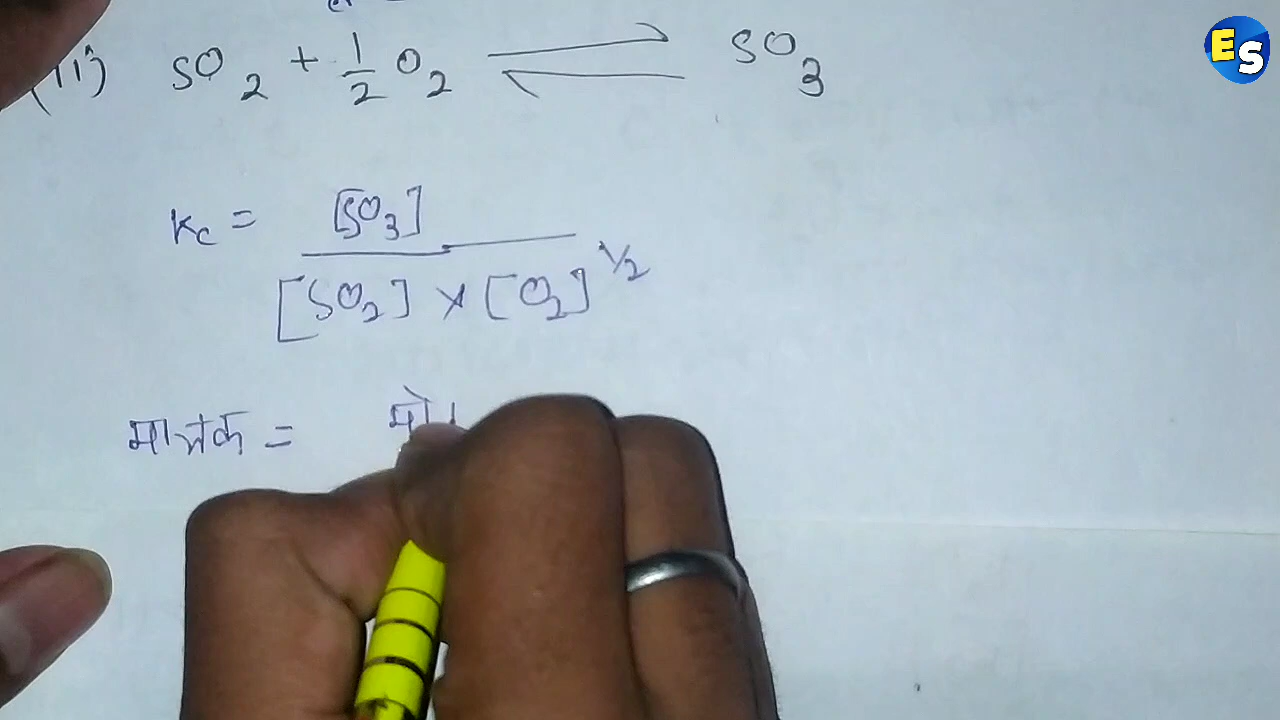 (ii) SO2 + 1/2 O2 ⇌ SO3
Kc = [SO3]
[SO2] × [O2]^1/2
मात्रक =
ES